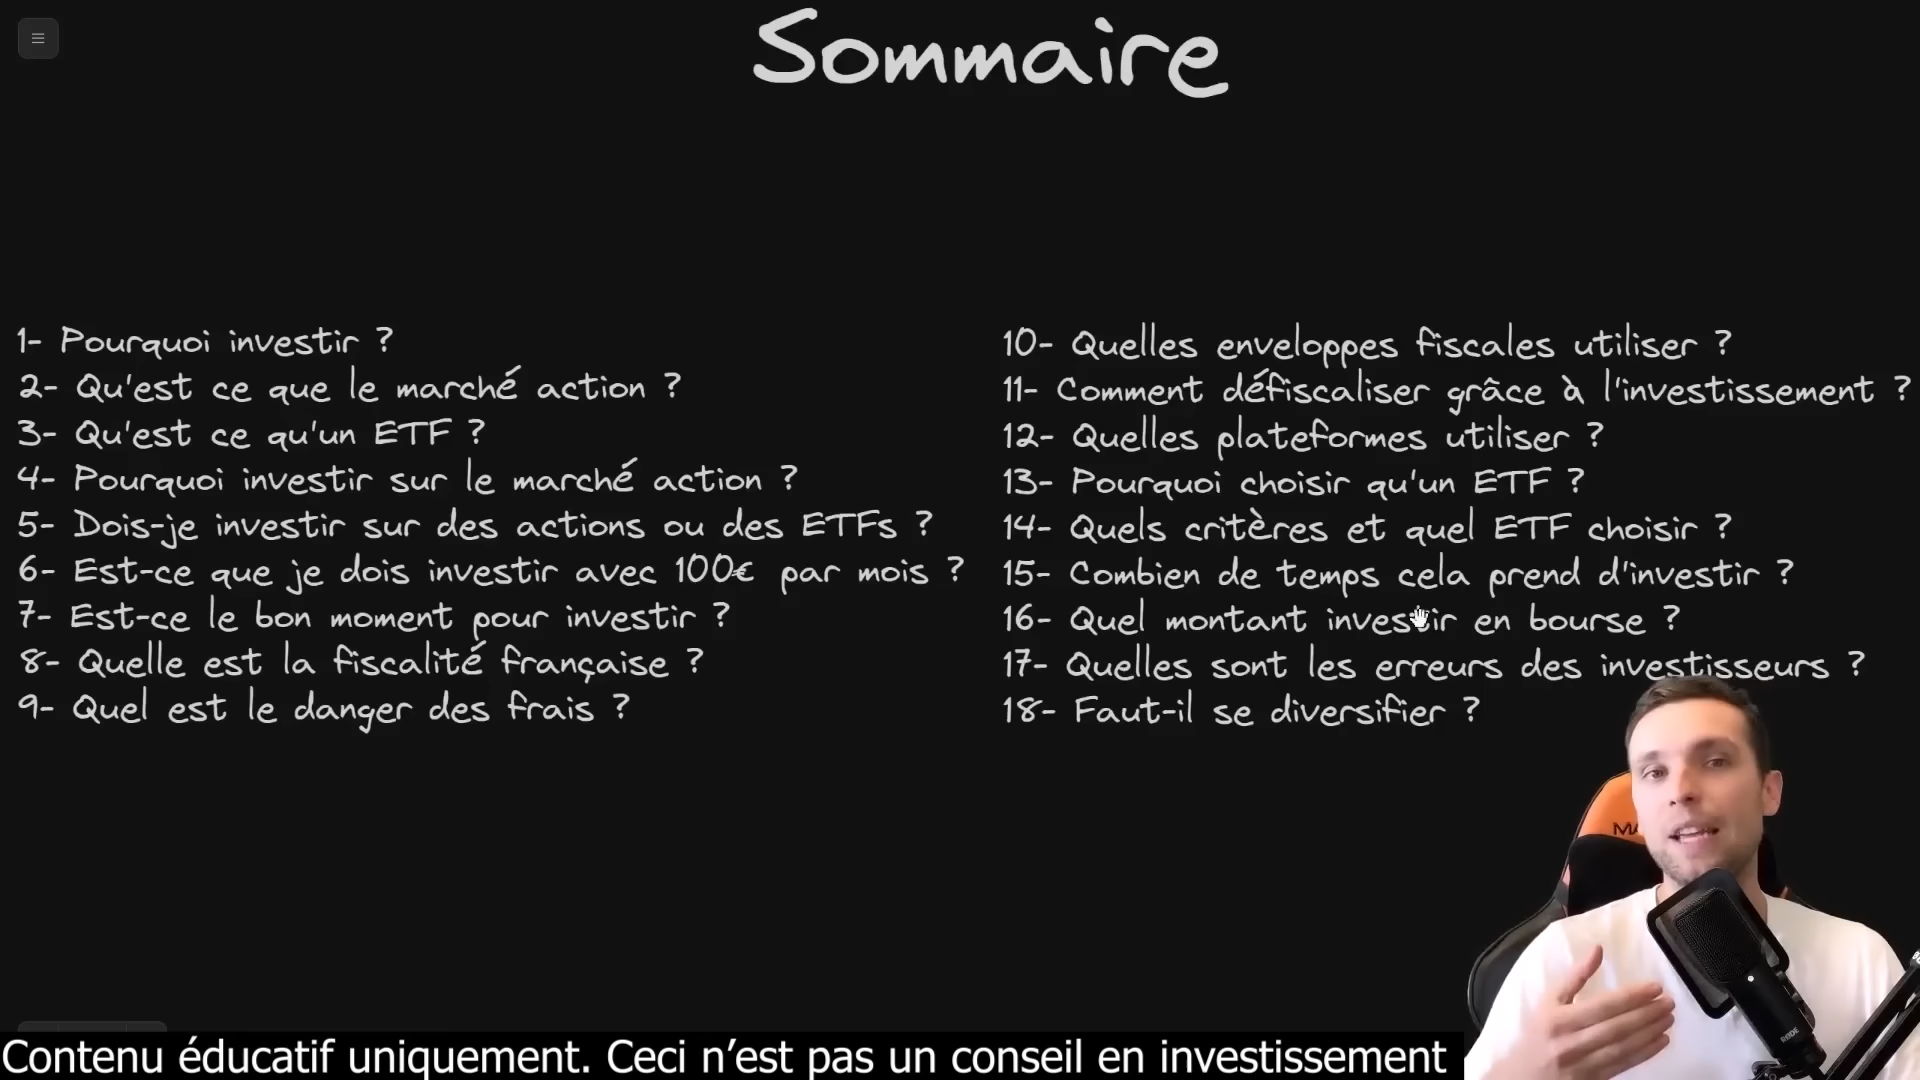 Sommaire
1- Pourquoi investir ?
2- Qu'est ce que le marché action ?
3- Qu'est ce qu'un ETF ?
4- Pourquoi investir sur le marché action ?
5- Dois-je investir sur des actions ou des ETFs ?
6- Est-ce que je dois investir avec 100€ par mois ?
7- Est-ce le bon moment pour investir ?
8- Quelle est la fiscalité française ?
9- Quel est le danger des frais ?
10- Quelles enveloppes fiscales utiliser ?
11- Comment défiscaliser grâce à l'investissement ?
12- Quelles plateformes utiliser ?
13- Pourquoi choisir qu'un ETF ?
14- Quels critères et quel ETF choisir ?
15- Combien de temps cela prend d'investir ?
16- Quel montant investir en bourse ?
17- Quelles sont les erreurs des investisseurs ?
18- Faut-il se diversifier ?
RØDE
Contenu éducatif uniquement. Ceci n’est pas un conseil en investissement